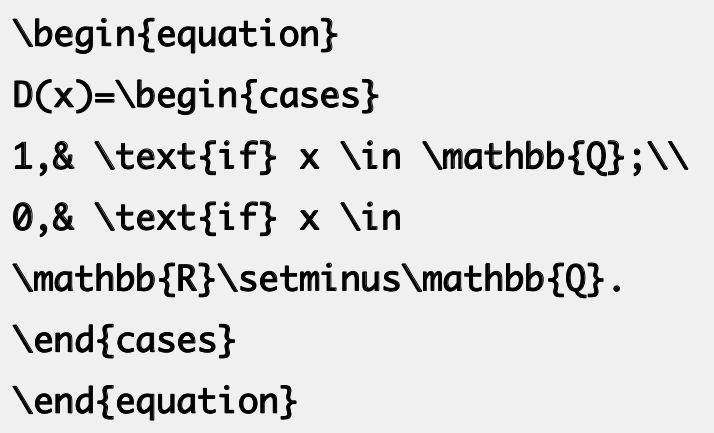 \begin{equation}
D(x)=\begin{cases}
1,& \text{if} x \in \mathbb{Q};\\
0,& \text{if} x \in
\mathbb{R}\setminus\mathbb{Q}.
\end{cases}
\end{equation}